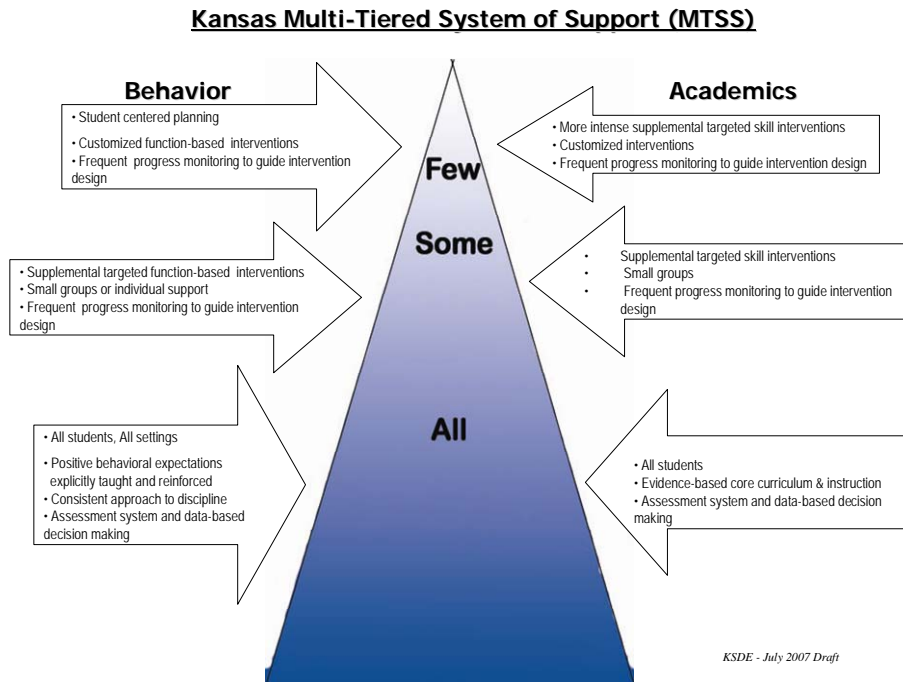 Kansas Multi-Tiered System of Support (MTSS)
Behavior
• Student centered planning
• Customized function-based interventions
• Frequent progress monitoring to guide intervention
design
• Supplemental targeted function-based interventions
• Small groups or individual support
• Frequent progress monitoring to guide intervention
design
• All students, All settings
• Positive behavioral expectations
explicitly taught and reinforced
• Consistent approach to discipline
• Assessment system and data-based
decision making
Few
Some
All
Academics
• More intense supplemental targeted skill interventions
• Customized interventions
• Frequent progress monitoring to guide intervention design
• Supplemental targeted skill interventions
• Small groups
• Frequent progress monitoring to guide intervention
design
• All students
• Evidence-based core curriculum & instruction
• Assessment system and data-based decision
making
KSDE - July 2007 Draft